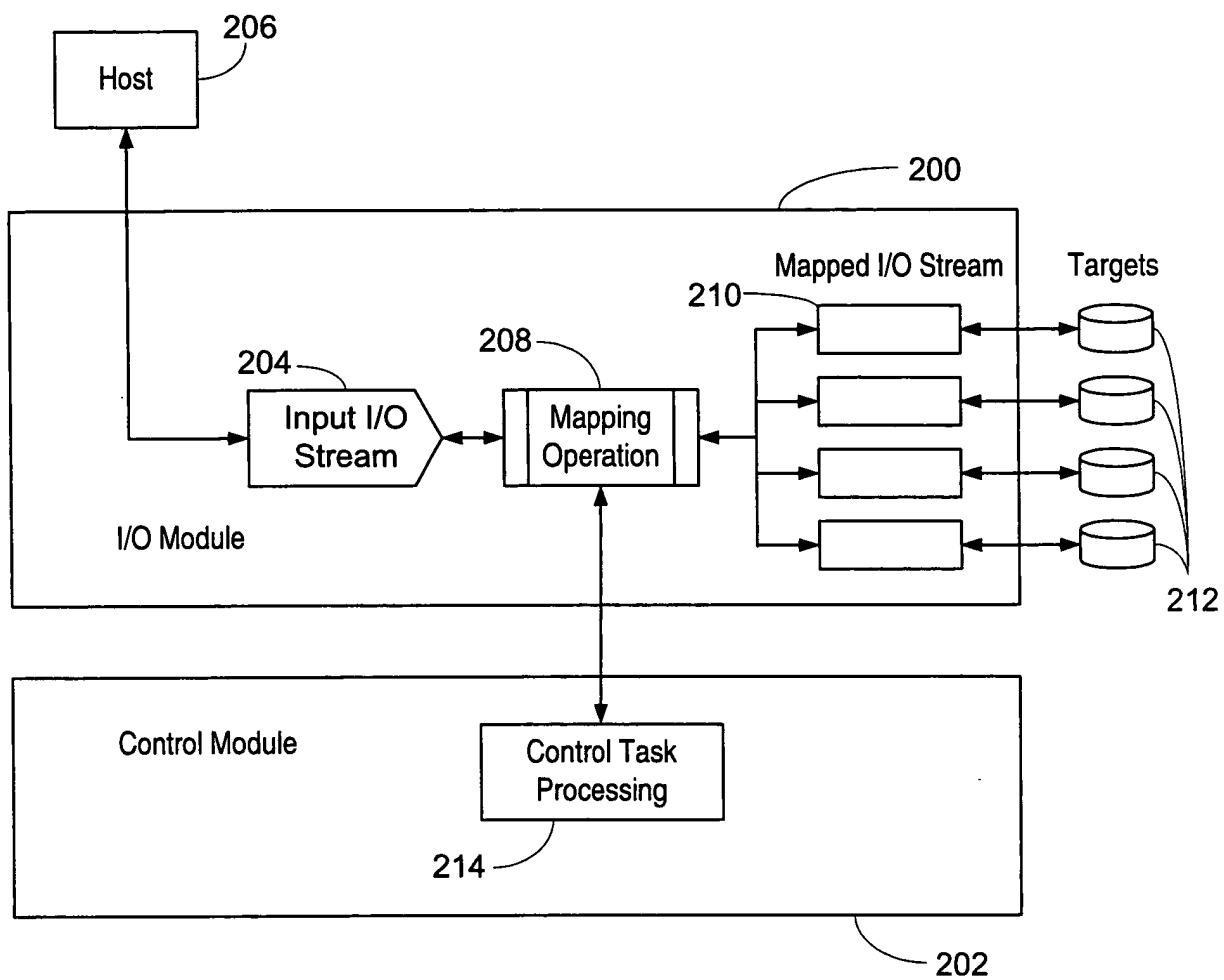 206
Host
200
Mapped I/O Stream
Targets
210
208
204
Input I/O
Stream
Mapping
Operation
I/O Module
212
Control Module
Control Task
Processing
214
202